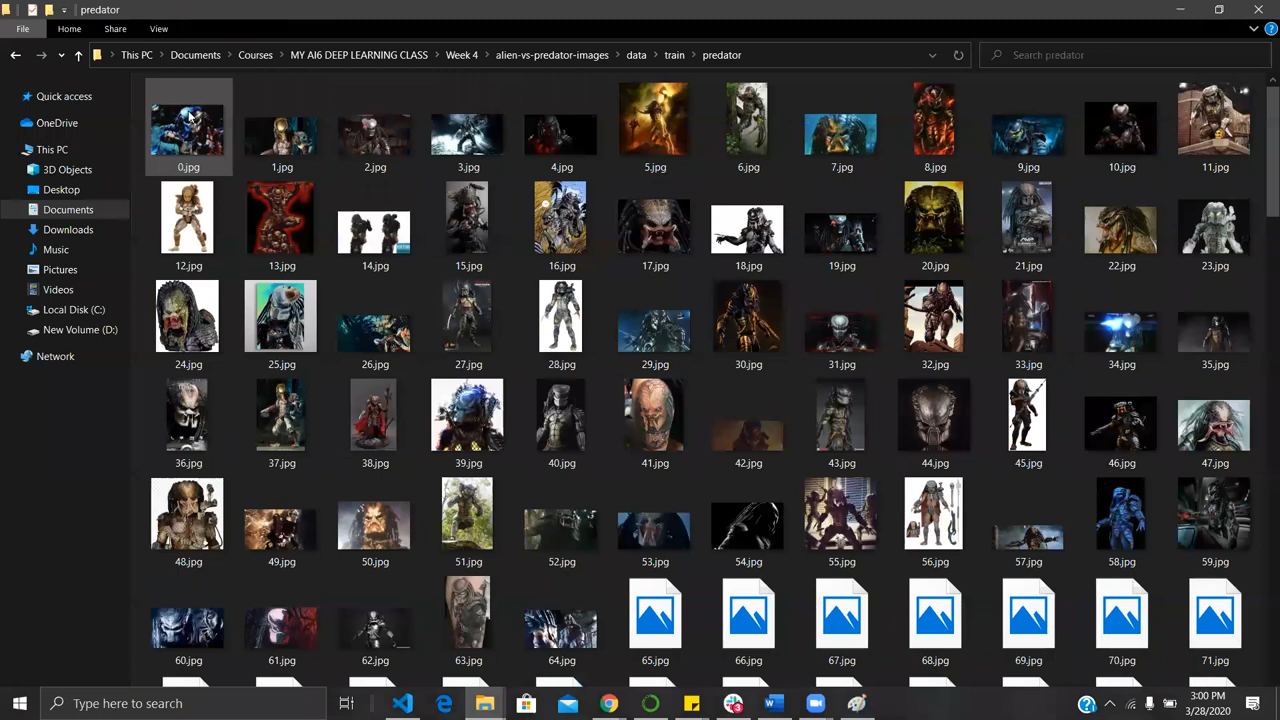 predator
File Home Share View
This PC Documents Courses MY AI6 DEEP LEARNING CLASS Week 4 alien-vs-predator-images data train predator
Search predator
Quick access
OneDrive
This PC
3D Objects
Desktop
Documents
Downloads
Music
Pictures
Videos
Local Disk (C:)
New Volume (D:)
Network
0.jpg 1.jpg 2.jpg 3.jpg 4.jpg 5.jpg 6.jpg 7.jpg 8.jpg 9.jpg 10.jpg 11.jpg
12.jpg 13.jpg 14.jpg 15.jpg 16.jpg 17.jpg 18.jpg 19.jpg 20.jpg 21.jpg 22.jpg 23.jpg
24.jpg 25.jpg 26.jpg 27.jpg 28.jpg 29.jpg 30.jpg 31.jpg 32.jpg 33.jpg 34.jpg 35.jpg
36.jpg 37.jpg 38.jpg 39.jpg 40.jpg 41.jpg 42.jpg 43.jpg 44.jpg 45.jpg 46.jpg 47.jpg
48.jpg 49.jpg 50.jpg 51.jpg 52.jpg 53.jpg 54.jpg 55.jpg 56.jpg 57.jpg 58.jpg 59.jpg
60.jpg 61.jpg 62.jpg 63.jpg 64.jpg 65.jpg 66.jpg 67.jpg 68.jpg 69.jpg 70.jpg 71.jpg
Type here to search
3:00 PM
3/28/2020